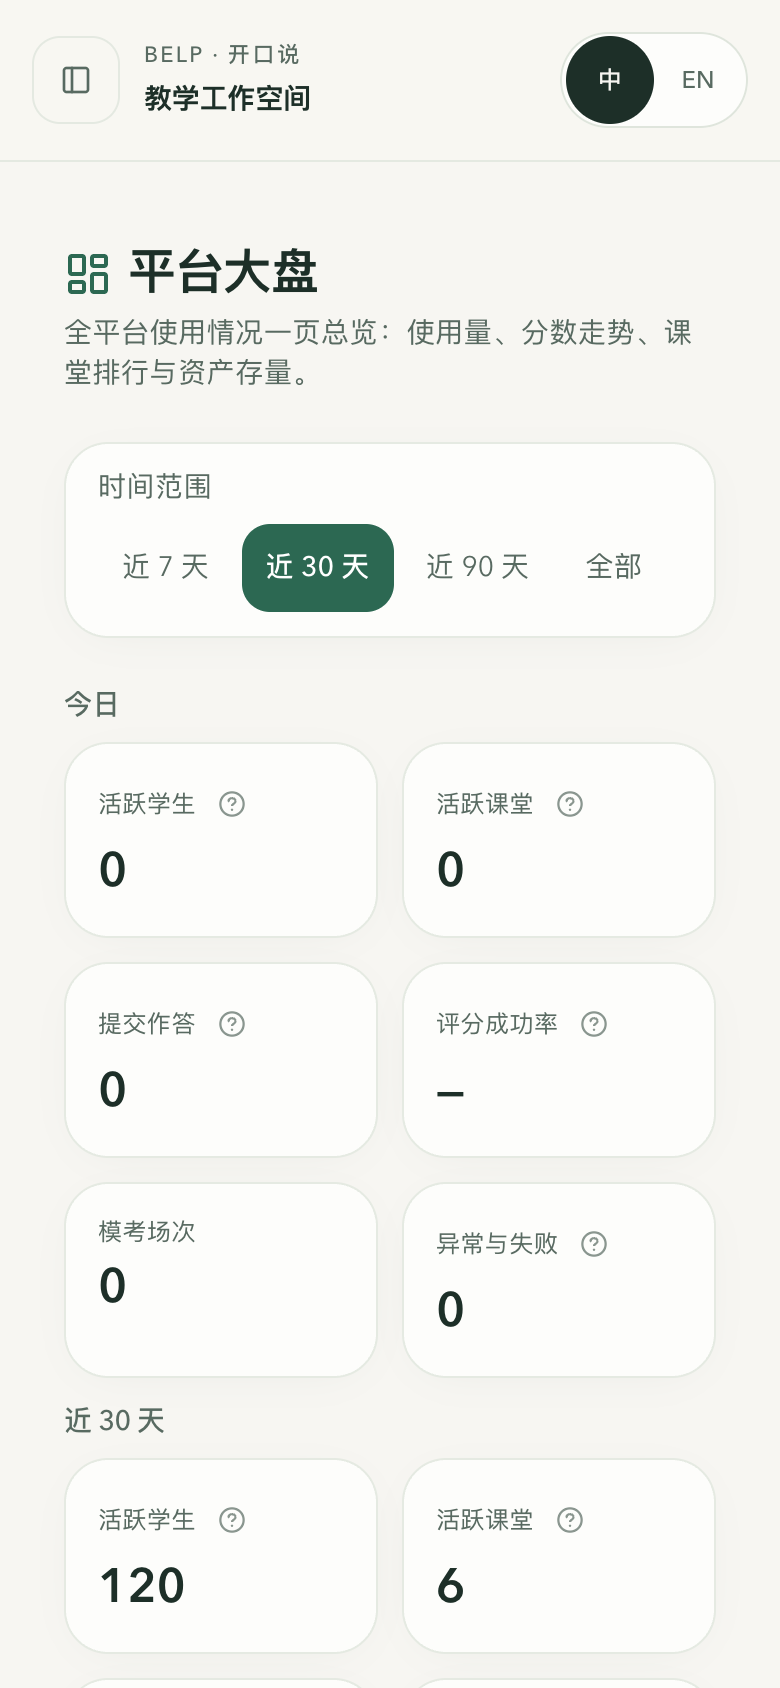 BELP · 开口说
教学工作空间
中
EN
平台大盘
全平台使用情况一页总览：使用量、分数走势、课
堂排行与资产存量。
时间范围
近 7 天
近 30 天
近 90 天
全部
今日
活跃学生
活跃课堂
0
0
提交作答
评分成功率
0
—
模考场次
异常与失败
0
0
近 30 天
活跃学生
活跃课堂
120
6